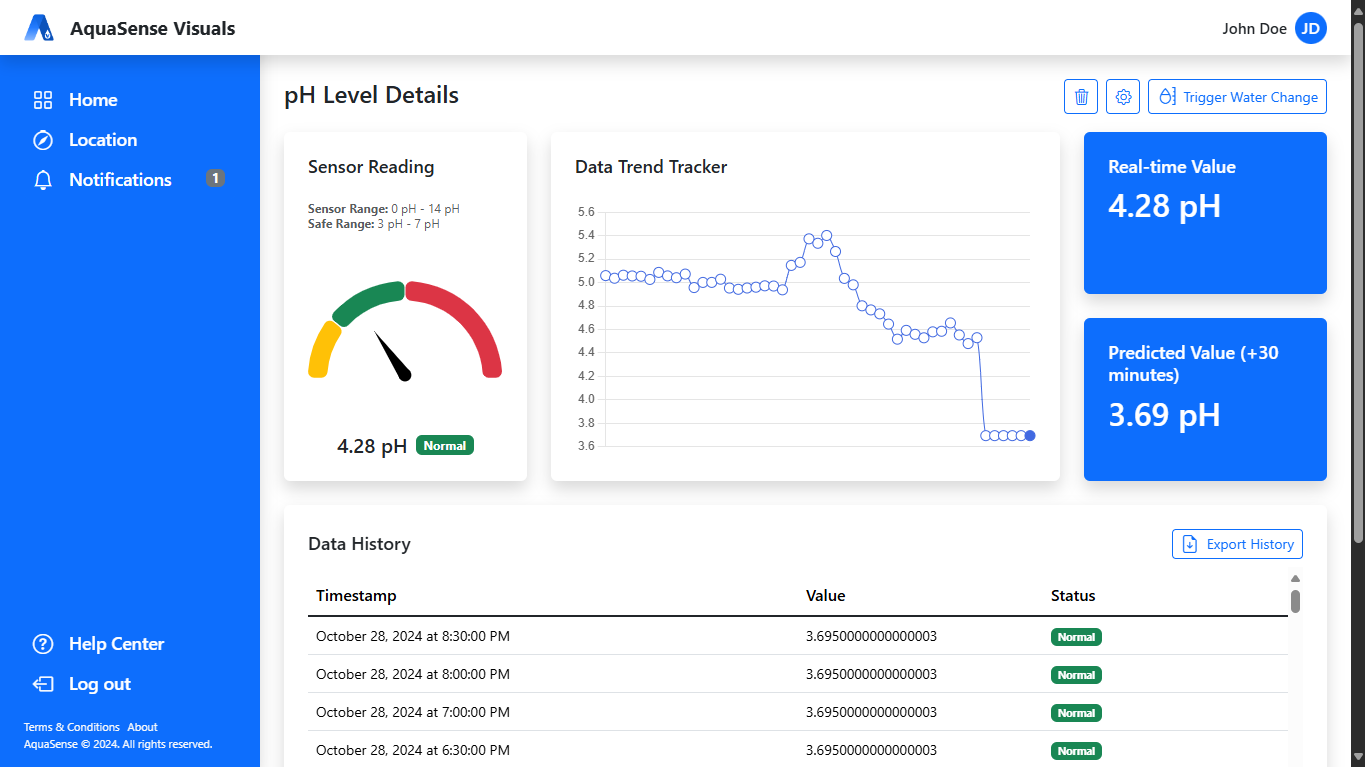 AquaSense Visuals
John Doe
JD
Home
Location
Notifications
1
Help Center
Log out
Terms & Conditions About
AquaSense © 2024. All rights reserved.
pH Level Details
Trigger Water Change
Sensor Reading
Sensor Range: 0 pH - 14 pH
Safe Range: 3 pH - 7 pH
4.28 pH Normal
Data Trend Tracker
5.6
5.4
5.2
5.0
4.8
4.6
4.4
4.2
4.0
3.8
3.6
Real-time Value
4.28 pH
Predicted Value (+30
minutes)
3.69 pH
Data History
Export History
Timestamp Value Status
October 28, 2024 at 8:30:00 PM 3.6950000000000003 Normal
October 28, 2024 at 8:00:00 PM 3.6950000000000003 Normal
October 28, 2024 at 7:00:00 PM 3.6950000000000003 Normal
October 28, 2024 at 6:30:00 PM 3.6950000000000003 Normal